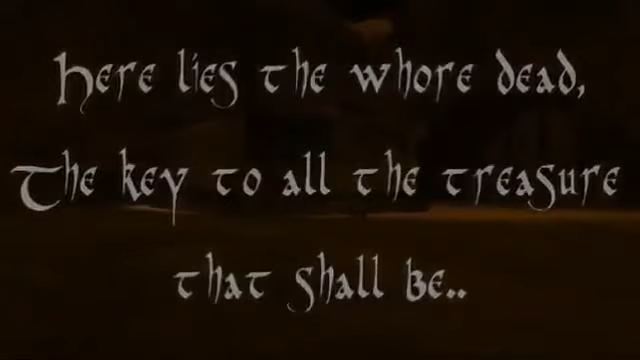 Here lies the whore dead,
The key to all the treasure
that shall be..